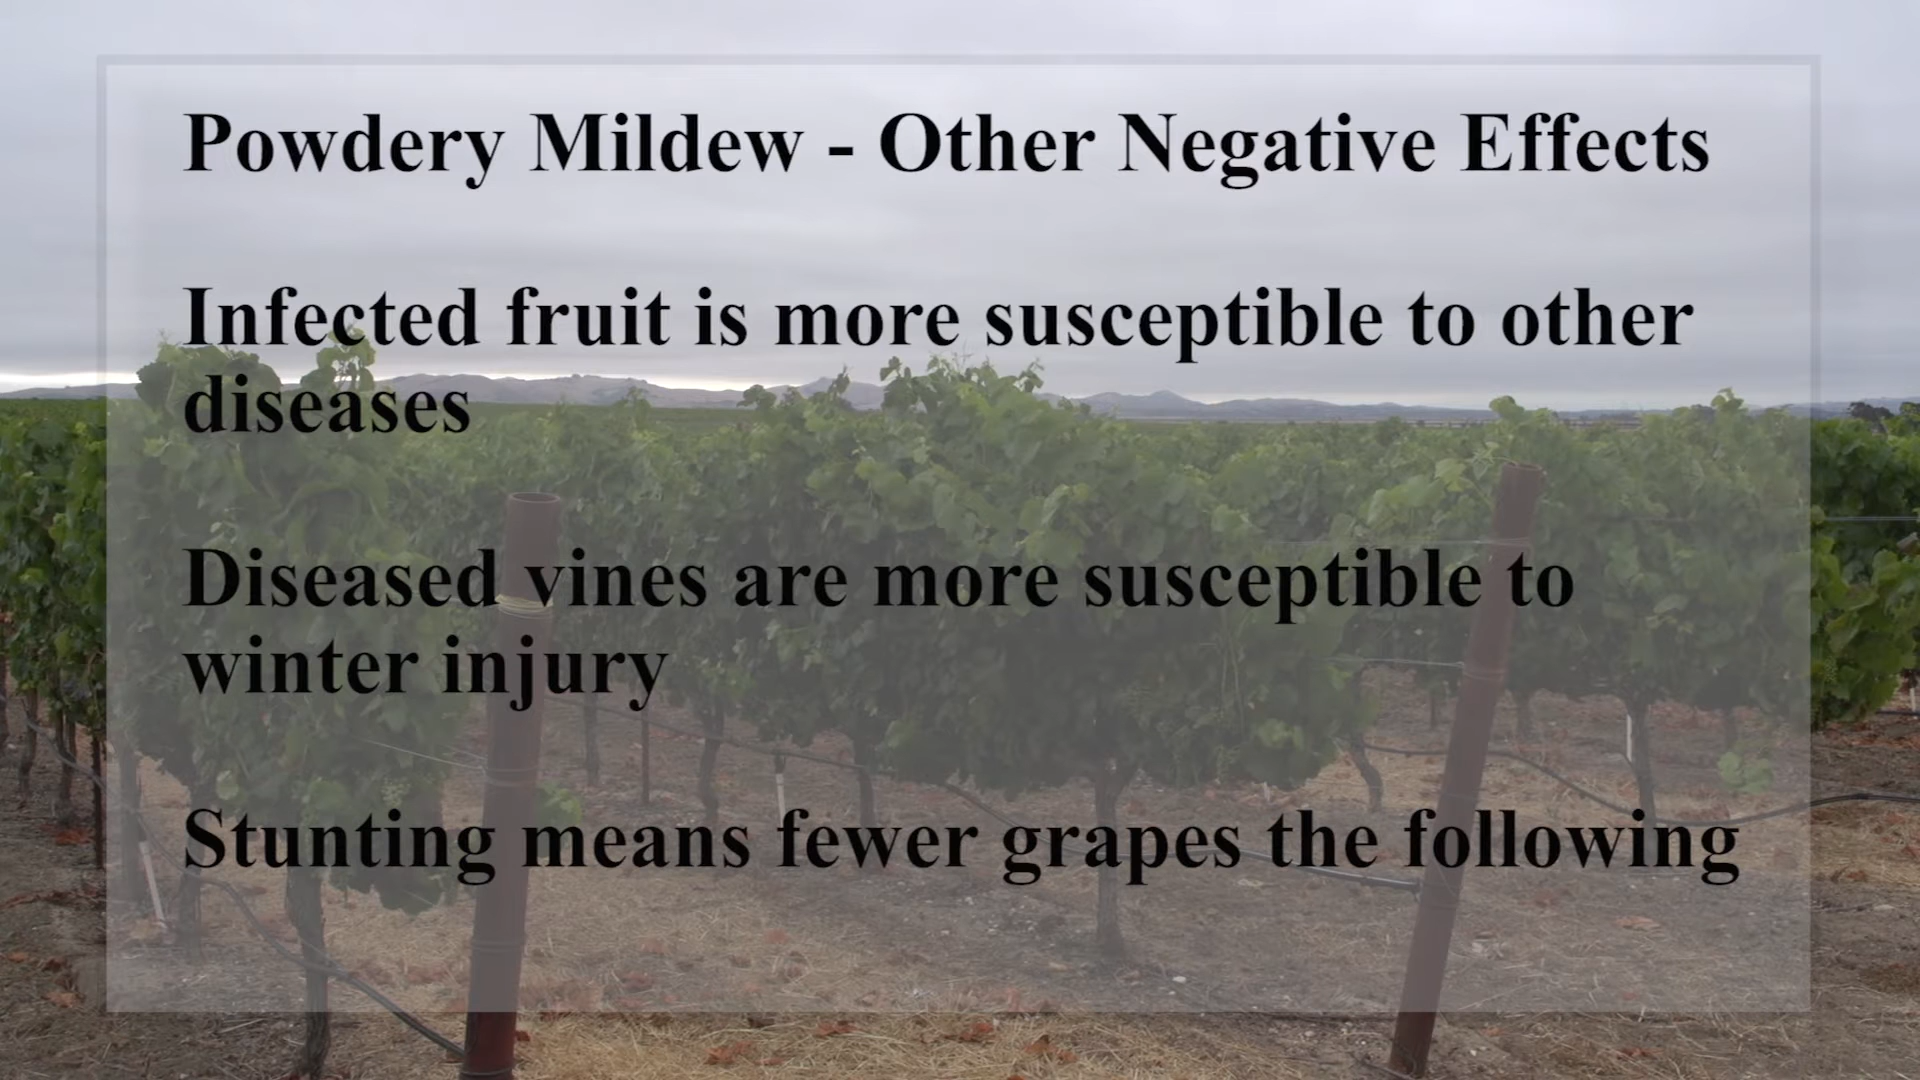 Powdery Mildew - Other Negative Effects
Infected fruit is more susceptible to other
diseases
Diseased vines are more susceptible to
winter injury
Stunting means fewer grapes the following